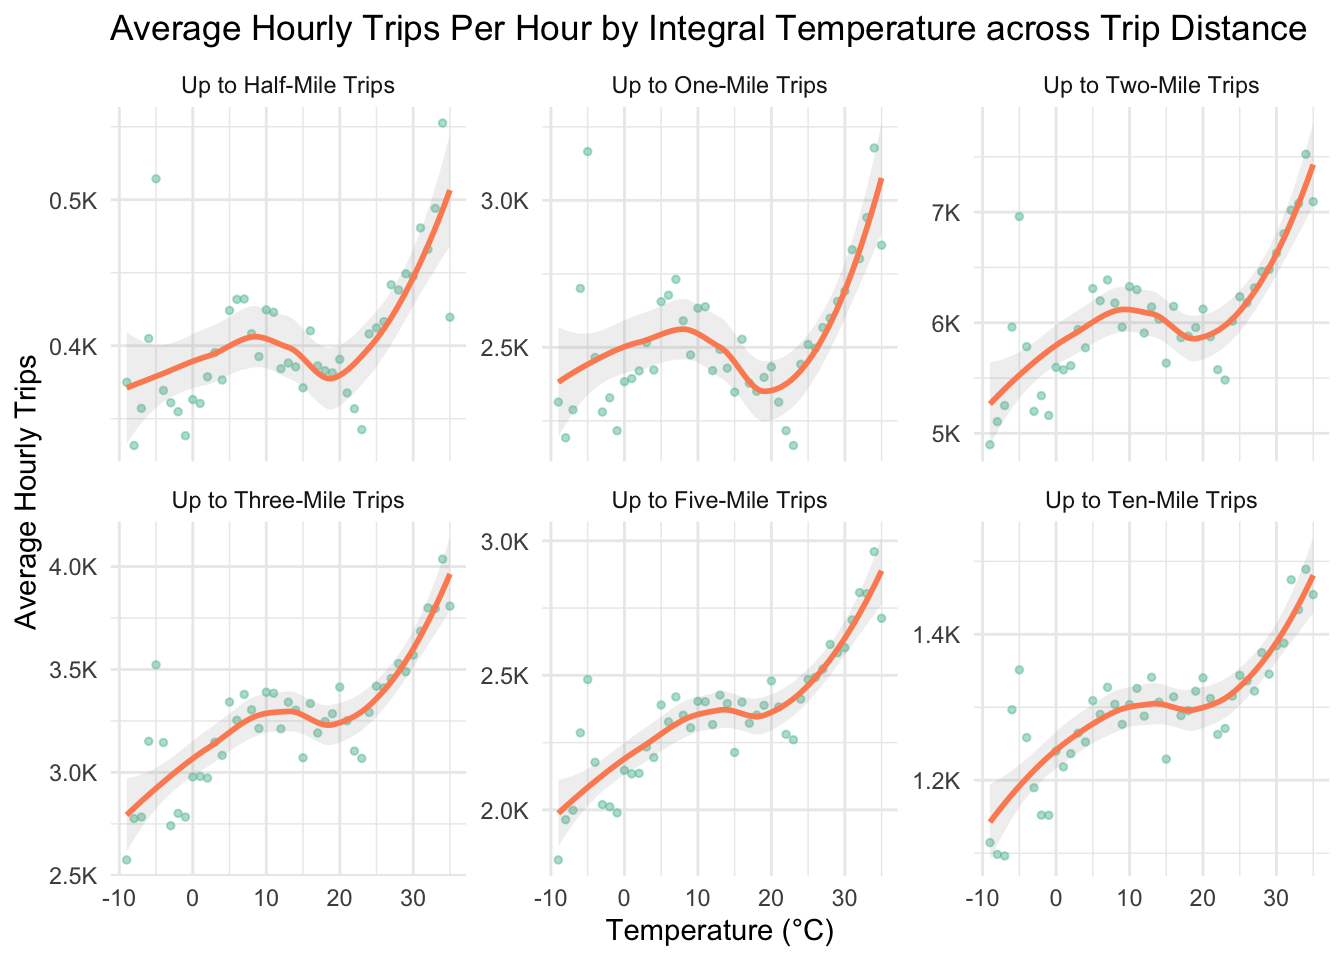 Average Hourly Trips Per Hour by Integral Temperature across Trip Distance
Up to Half-Mile Trips
Up to One-Mile Trips
Up to Two-Mile Trips
0.5K
0.4K
3.0K
2.5K
7K
6K
5K
Average Hourly Trips
Up to Three-Mile Trips
Up to Five-Mile Trips
Up to Ten-Mile Trips
4.0K
3.5K
3.0K
2.5K
3.0K
2.5K
2.0K
1.4K
1.2K
-10 0 10 20 30
-10 0 10 20 30
-10 0 10 20 30
Temperature (°C)